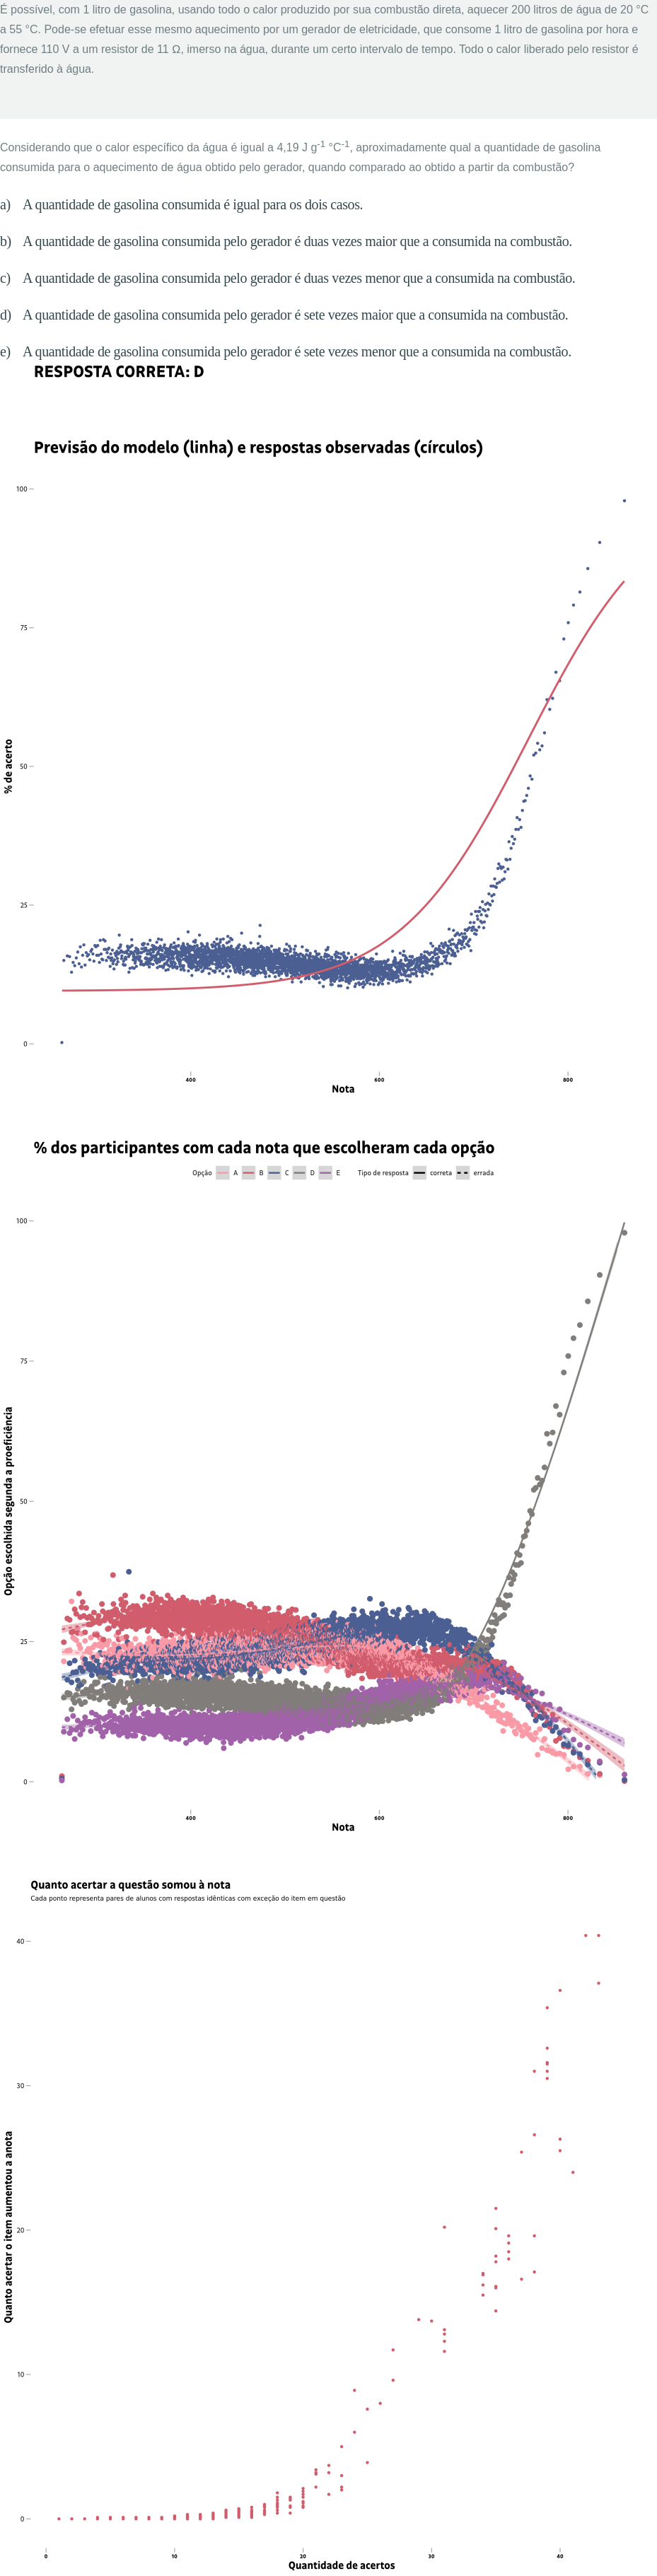 É possível, com 1 litro de gasolina, usando todo o calor produzido por sua combustão direta, aquecer 200 litros de água de 20 °C
a 55 °C. Pode-se efetuar esse mesmo aquecimento por um gerador de eletricidade, que consome 1 litro de gasolina por hora e
fornece 110 V a um resistor de 11 Ω, imerso na água, durante um certo intervalo de tempo. Todo o calor liberado pelo resistor é
transferido à água.
Considerando que o calor específico da água é igual a 4,19 J g-1 °C-1, aproximadamente qual a quantidade de gasolina
consumida para o aquecimento de água obtido pelo gerador, quando comparado ao obtido a partir da combustão?
a) A quantidade de gasolina consumida é igual para os dois casos.
b) A quantidade de gasolina consumida pelo gerador é duas vezes maior que a consumida na combustão.
c) A quantidade de gasolina consumida pelo gerador é duas vezes menor que a consumida na combustão.
d) A quantidade de gasolina consumida pelo gerador é sete vezes maior que a consumida na combustão.
e) A quantidade de gasolina consumida pelo gerador é sete vezes menor que a consumida na combustão.
RESPOSTA CORRETA: D
Previsão do modelo (linha) e respostas observadas (círculos)
100
75
50
25
0
% de acerto
400 600 800
Nota
% dos participantes com cada nota que escolheram cada opção
Opção A B C D E Tipo de resposta correta errada
100
75
50
25
0
Opção escolhida segunda a proeficiência
400 600 800
Nota
Quanto acertar a questão somou à nota
Cada ponto representa pares de alunos com respostas idênticas com exceção do item em questão
40
30
20
10
0
Quanto acertar o item aumentou a anota
0 10 20 30 40
Quantidade de acertos